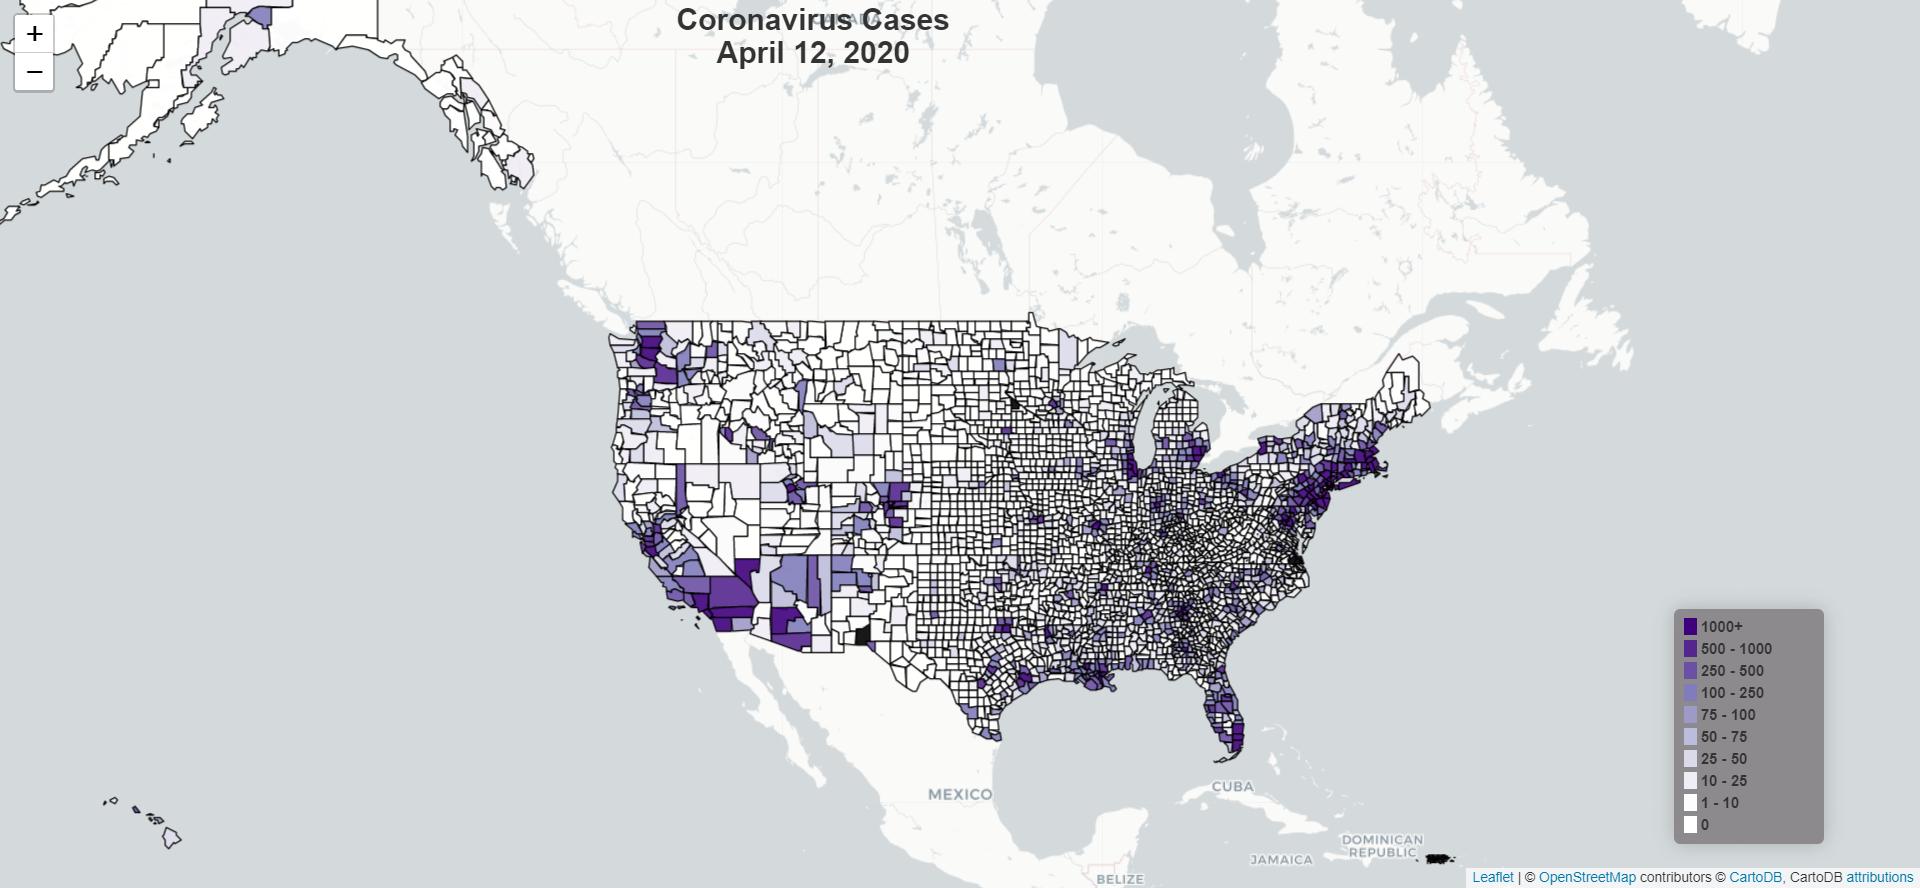 +
−
CANADA
Coronavirus Cases
April 12, 2020
1000+
500 - 1000
250 - 500
100 - 250
75 - 100
50 - 75
25 - 50
10 - 25
1 - 10
0
MEXICO
CUBA
DOMINICAN
REPUBLIC
JAMAICA
BELIZE
Leaflet | © OpenStreetMap contributors © CartoDB, CartoDB attributions